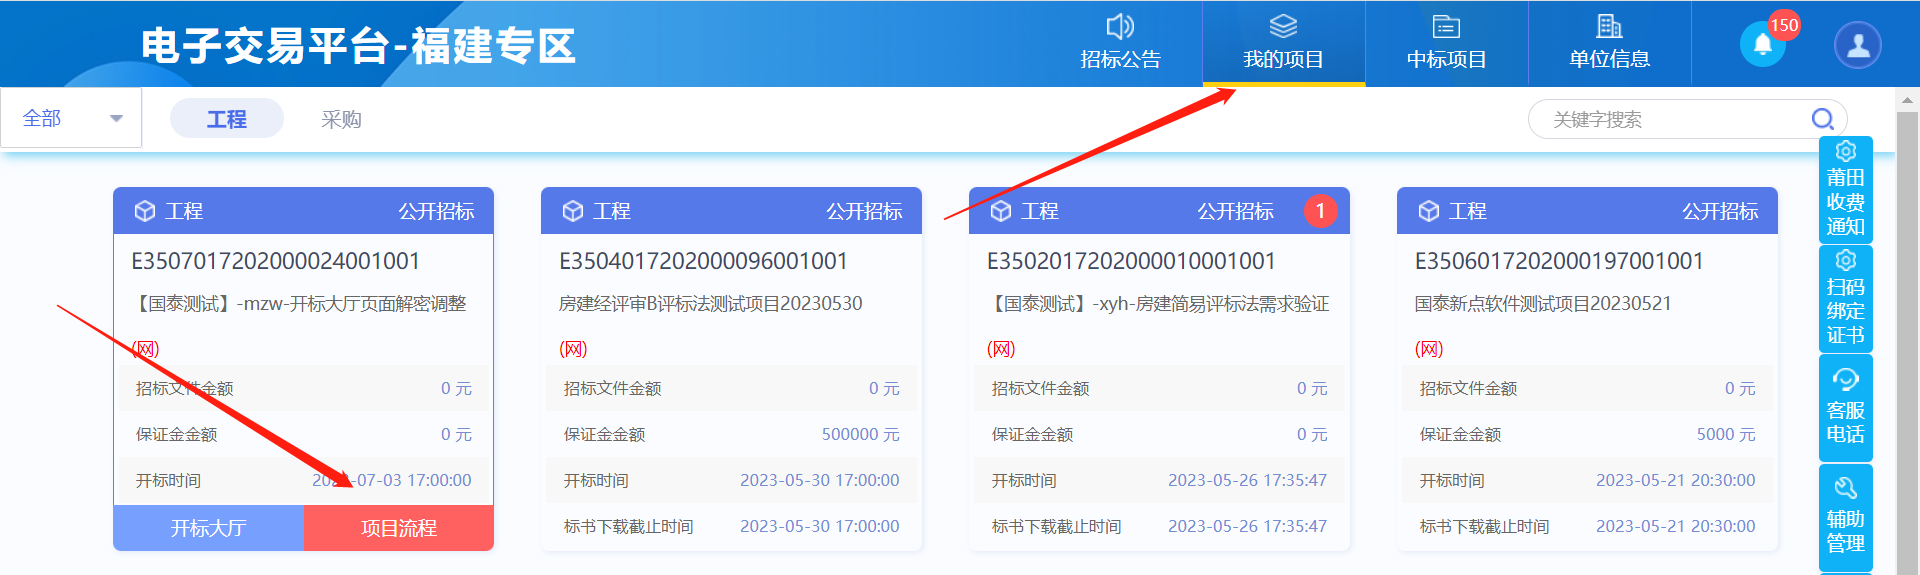 电子交易平台-福建专区
招标公告
我的项目
中标项目
单位信息
150
全部
工程
采购
关键字搜索
工程 公开招标
E3507017202000024001001
【国泰测试】-mzw-开标大厅页面解密调整
(网)
招标文件金额 0 元
保证金金额 0 元
开标时间 07-03 17:00:00
开标大厅 项目流程
工程 公开招标
E3504017202000096001001
房建经评审B评标法测试项目20230530
(网)
招标文件金额 0 元
保证金金额 500000 元
开标时间 2023-05-30 17:00:00
标书下载截止时间 2023-05-30 17:00:00
工程 公开招标 1
E3502017202000010001001
【国泰测试】-xyh-房建简易评标法需求验证
(网)
招标文件金额 0 元
保证金金额 0 元
开标时间 2023-05-26 17:35:47
标书下载截止时间 2023-05-26 17:35:47
工程 公开招标
E3506017202000197001001
国泰新点软件测试项目20230521
(网)
招标文件金额 0 元
保证金金额 5000 元
开标时间 2023-05-21 20:30:00
标书下载截止时间 2023-05-21 20:30:00
莆田
收费
通知
扫码
绑定
证书
客服
电话
辅助
管理